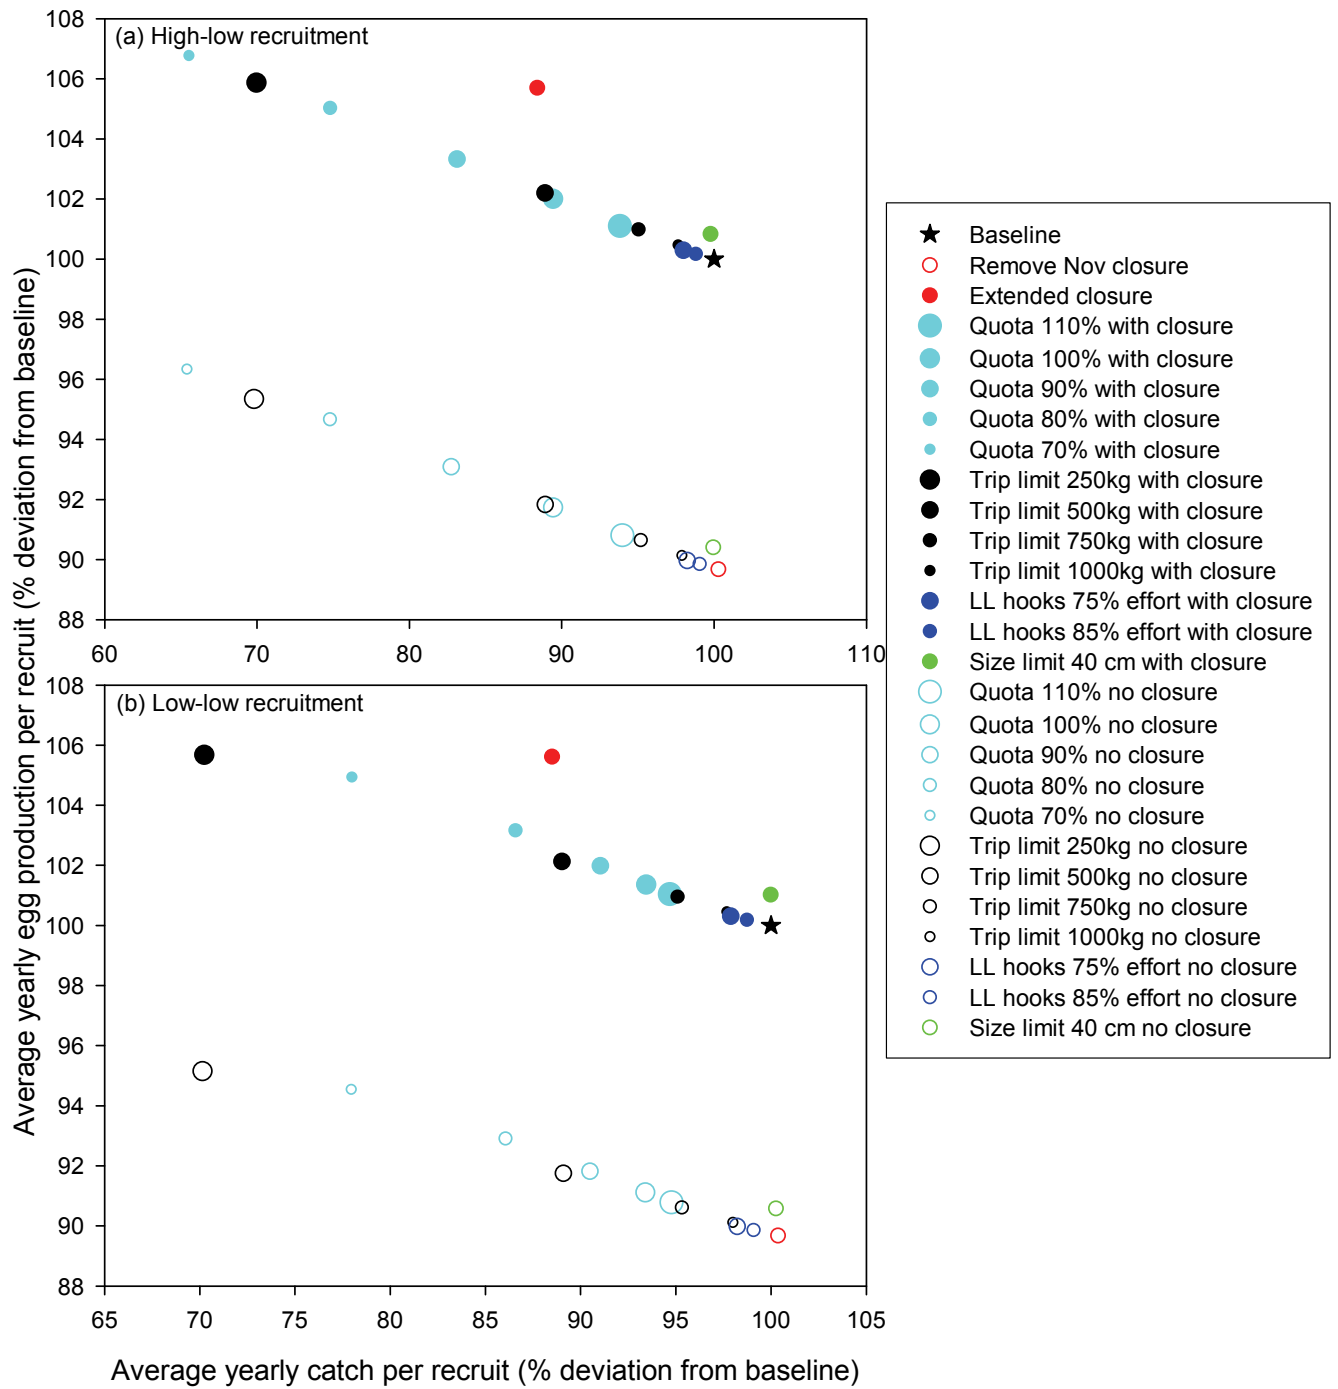 (a) High-low recruitment
108
106
104
102
100
98
96
94
92
90
88
60
70
80
90
100
110
(b) Low-low recruitment
108
106
104
102
100
98
96
94
92
90
88
65
70
75
80
85
90
95
100
105
Average yearly egg production per recruit (% deviation from baseline)
Average yearly catch per recruit (% deviation from baseline)
Baseline
Remove Nov closure
Extended closure
Quota 110% with closure
Quota 100% with closure
Quota 90% with closure
Quota 80% with closure
Quota 70% with closure
Trip limit 250kg with closure
Trip limit 500kg with closure
Trip limit 750kg with closure
Trip limit 1000kg with closure
LL hooks 75% effort with closure
LL hooks 85% effort with closure
Size limit 40 cm with closure
Quota 110% no closure
Quota 100% no closure
Quota 90% no closure
Quota 80% no closure
Quota 70% no closure
Trip limit 250kg no closure
Trip limit 500kg no closure
Trip limit 750kg no closure
Trip limit 1000kg no closure
LL hooks 75% effort no closure
LL hooks 85% effort no closure
Size limit 40 cm no closure